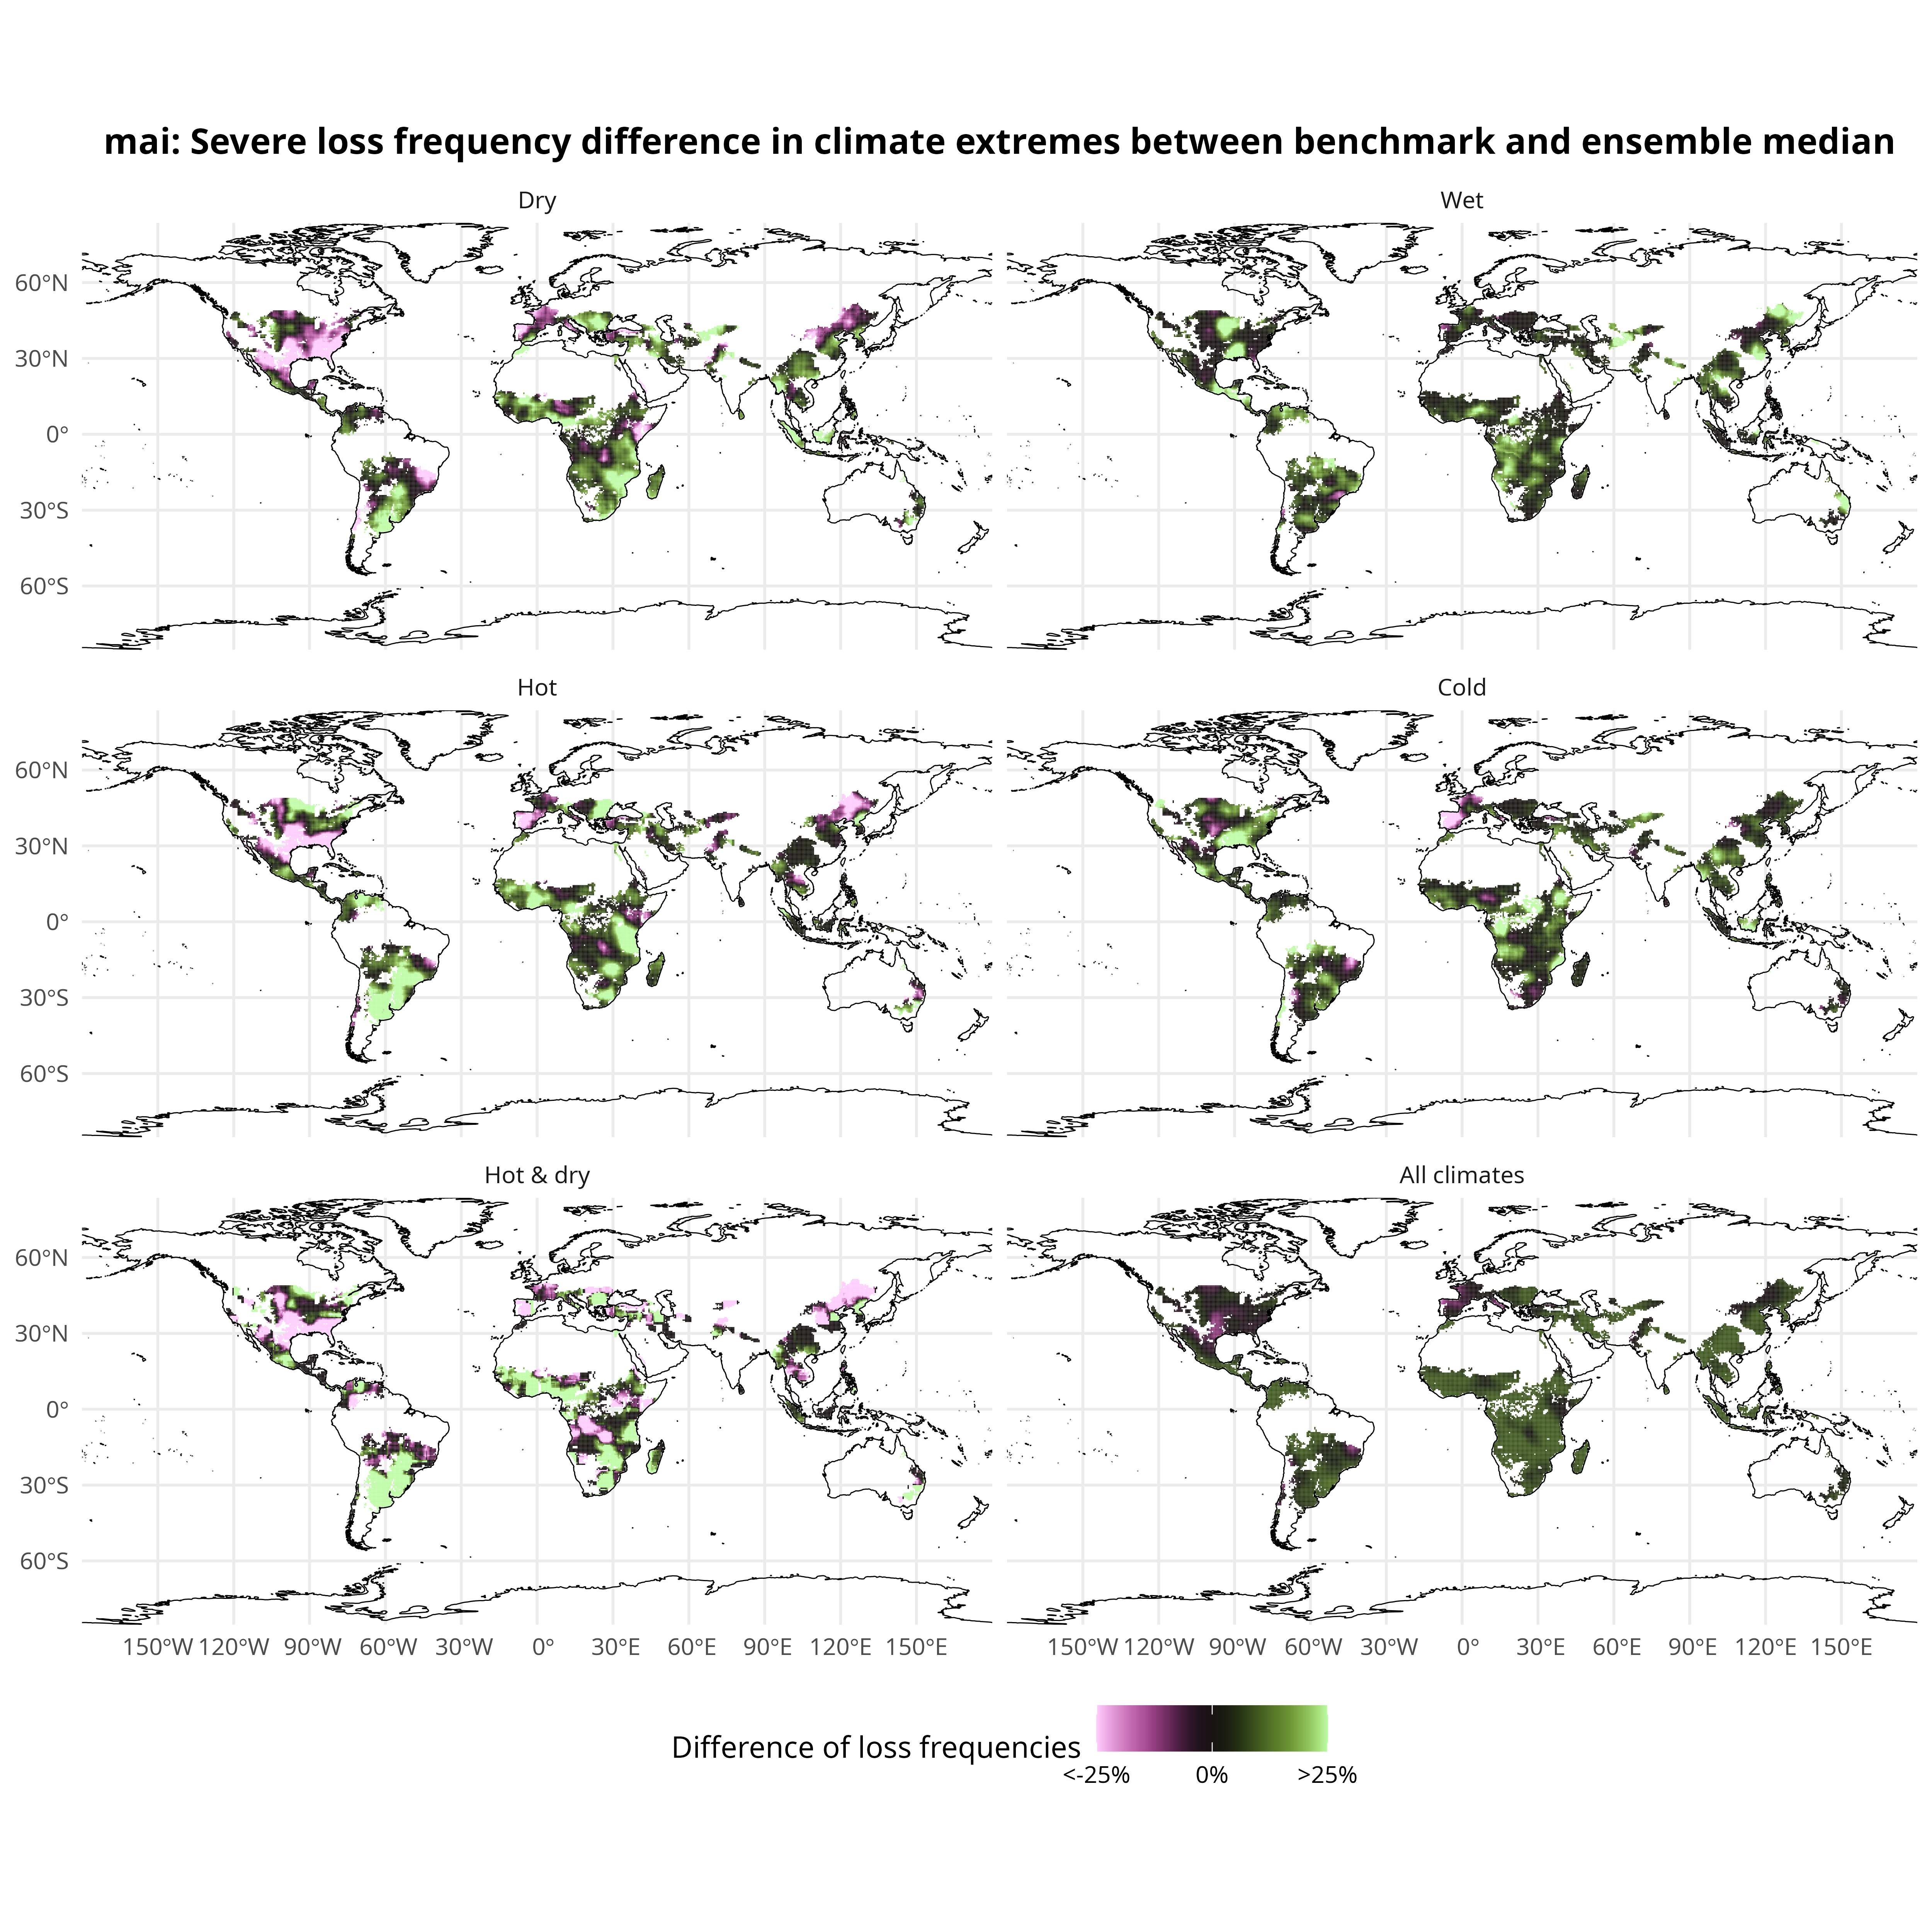 mai: Severe loss frequency difference in climate extremes between benchmark and ensemble median
Dry
Wet
60°N
30°N
0°
30°S
60°S
Hot
Cold
60°N
30°N
0°
30°S
60°S
Hot & dry
All climates
60°N
30°N
0°
30°S
60°S
150°W 120°W 90°W 60°W 30°W 0° 30°E 60°E 90°E 120°E 150°E
150°W 120°W 90°W 60°W 30°W 0° 30°E 60°E 90°E 120°E 150°E
Difference of loss frequencies
<-25% 0% >25%